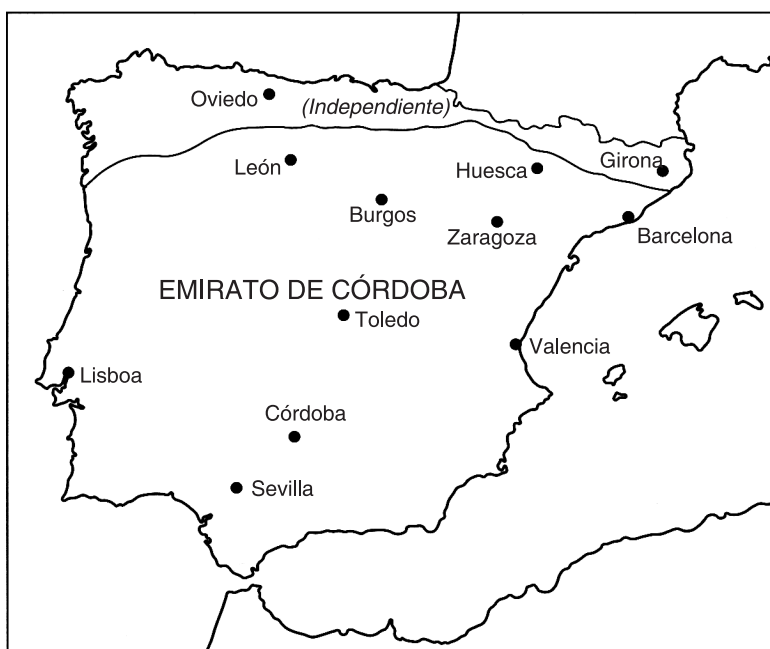 Oviedo
(Independiente)
León
Huesca
Girona
Burgos
Zaragoza
Barcelona
EMIRATO DE CÓRDOBA
Toledo
Valencia
Lisboa
Córdoba
Sevilla